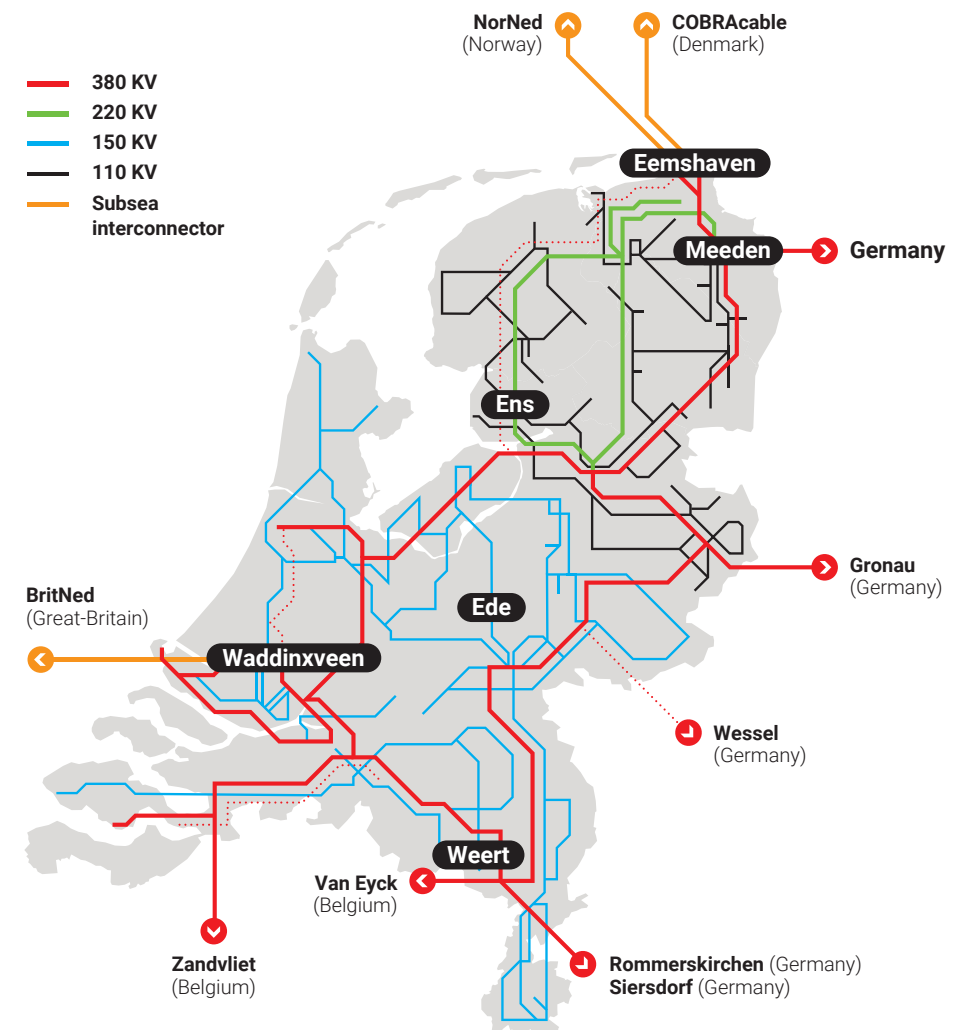 NorNed
(Norway)
COBRAcable
(Denmark)
380 KV
220 KV
150 KV
110 KV
Subsea
interconnector
Eemshaven
Meeden
Germany
Ens
Gronau
(Germany)
BritNed
(Great-Britain)
Ede
Waddinxveen
Wessel
(Germany)
Weert
Van Eyck
(Belgium)
Zandvliet
(Belgium)
Rommerskirchen (Germany)
Siersdorf (Germany)